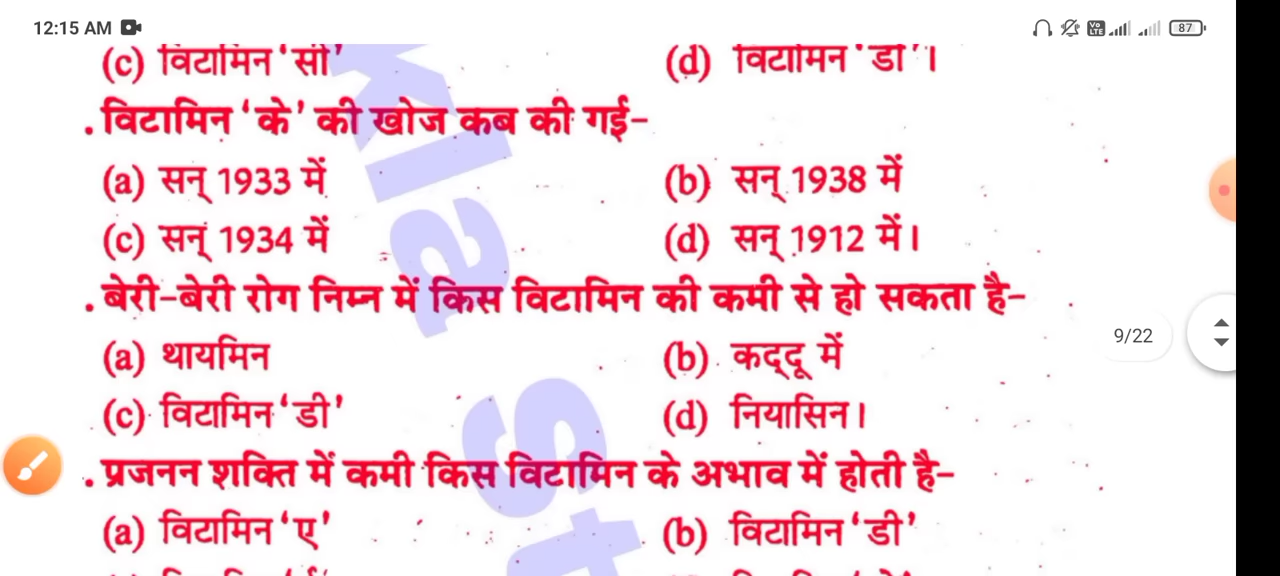 12:15 AM 87
(c) विटामिन 'सी' (d) विटामिन 'डी'।
. विटामिन 'के' की खोज कब की गई-
(a) सन् 1933 में (b) सन् 1938 में
(c) सन् 1934 में (d) सन् 1912 में।
. बेरी-बेरी रोग निम्न में किस विटामिन की कमी से हो सकता है-
9/22
(a) थायमिन (b) कद्दू में
(c) विटामिन 'डी' (d) नियासिन।
. प्रजनन शक्ति में कमी किस विटामिन के अभाव में होती है-
(a) विटामिन 'ए' (b) विटामिन 'डी'